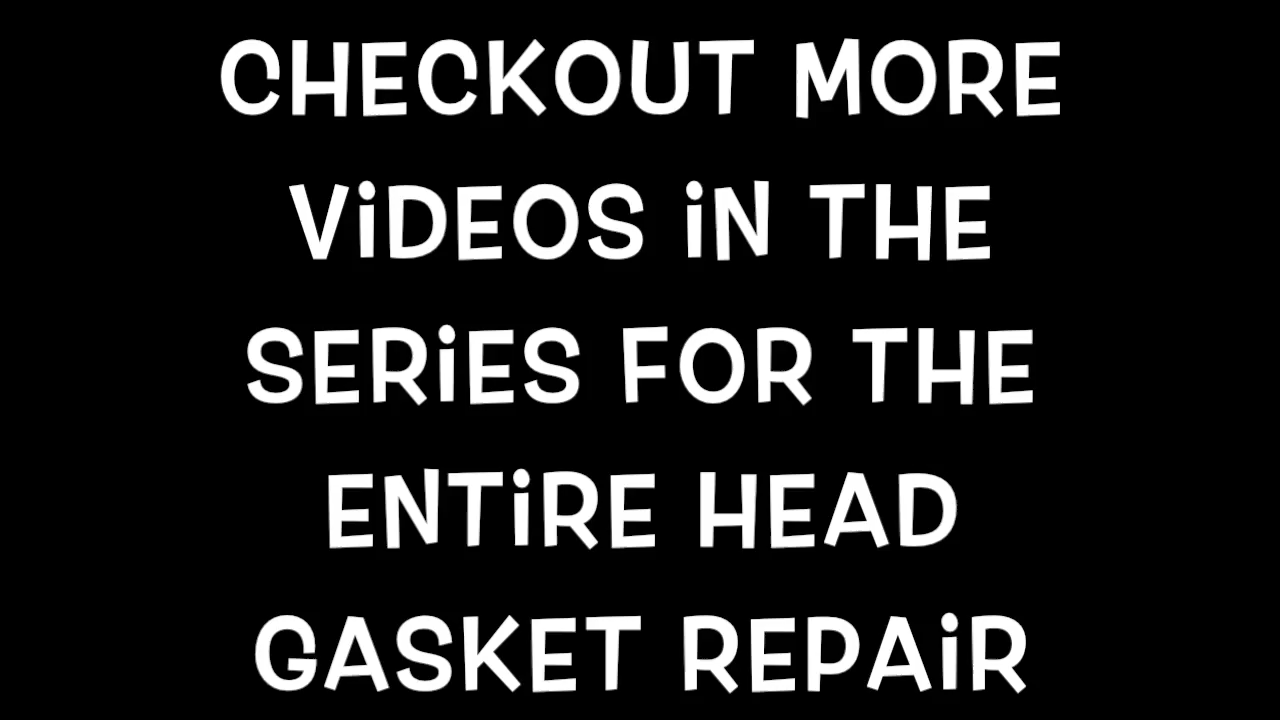 CHECKOUT MORE
ViDEOS iN THE
SERiES FOR THE
ENTiRE HEAD
GASKET REPAiR